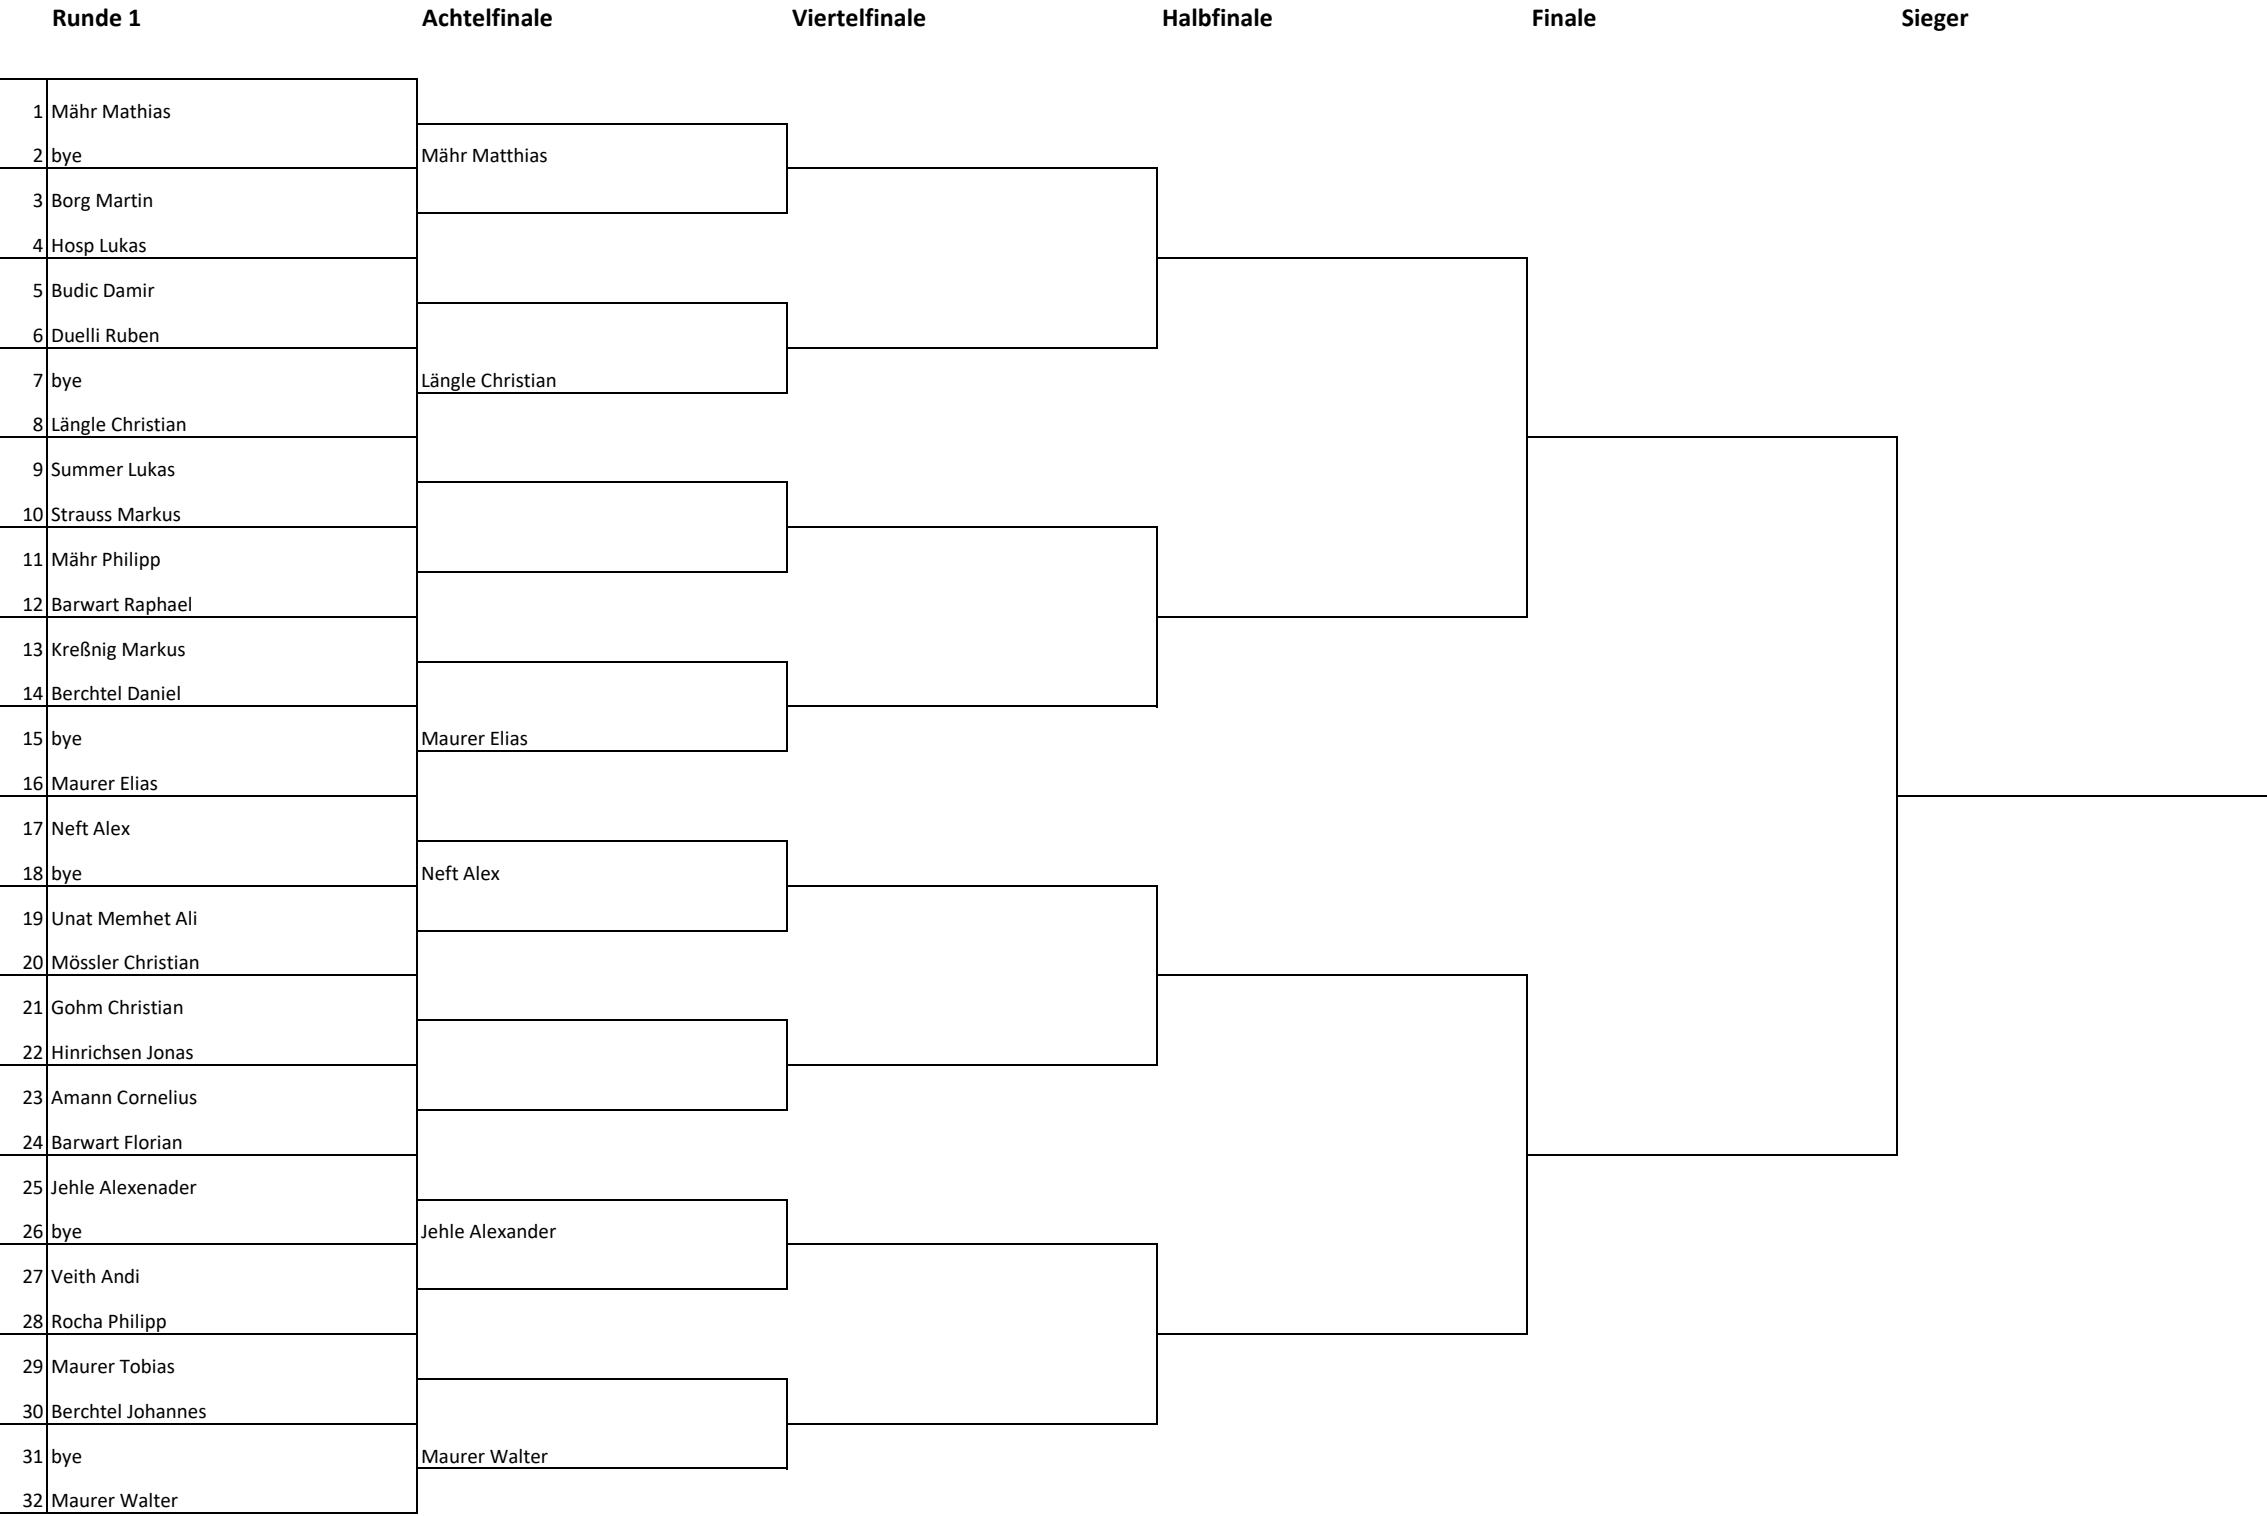 Runde 1 Achtelfinale Viertelfinale Halbfinale Finale Sieger
1 Mähr Mathias
2 bye Mähr Matthias
3 Borg Martin
4 Hosp Lukas
5 Budic Damir
6 Duelli Ruben
7 bye Längle Christian
8 Längle Christian
9 Summer Lukas
10 Strauss Markus
11 Mähr Philipp
12 Barwart Raphael
13 Kreßnig Markus
14 Berchtel Daniel
15 bye Maurer Elias
16 Maurer Elias
17 Neft Alex
18 bye Neft Alex
19 Unat Memhet Ali
20 Mössler Christian
21 Gohm Christian
22 Hinrichsen Jonas
23 Amann Cornelius
24 Barwart Florian
25 Jehle Alexenader
26 bye Jehle Alexander
27 Veith Andi
28 Rocha Philipp
29 Maurer Tobias
30 Berchtel Johannes
31 bye Maurer Walter
32 Maurer Walter